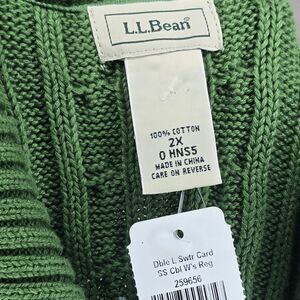 L.L.Bean
100% COTTON
2X
0 HNS5
MADE IN CHINA
CARE ON REVERSE
Dble L Swtr Card
SS Cbl W's Reg
259656